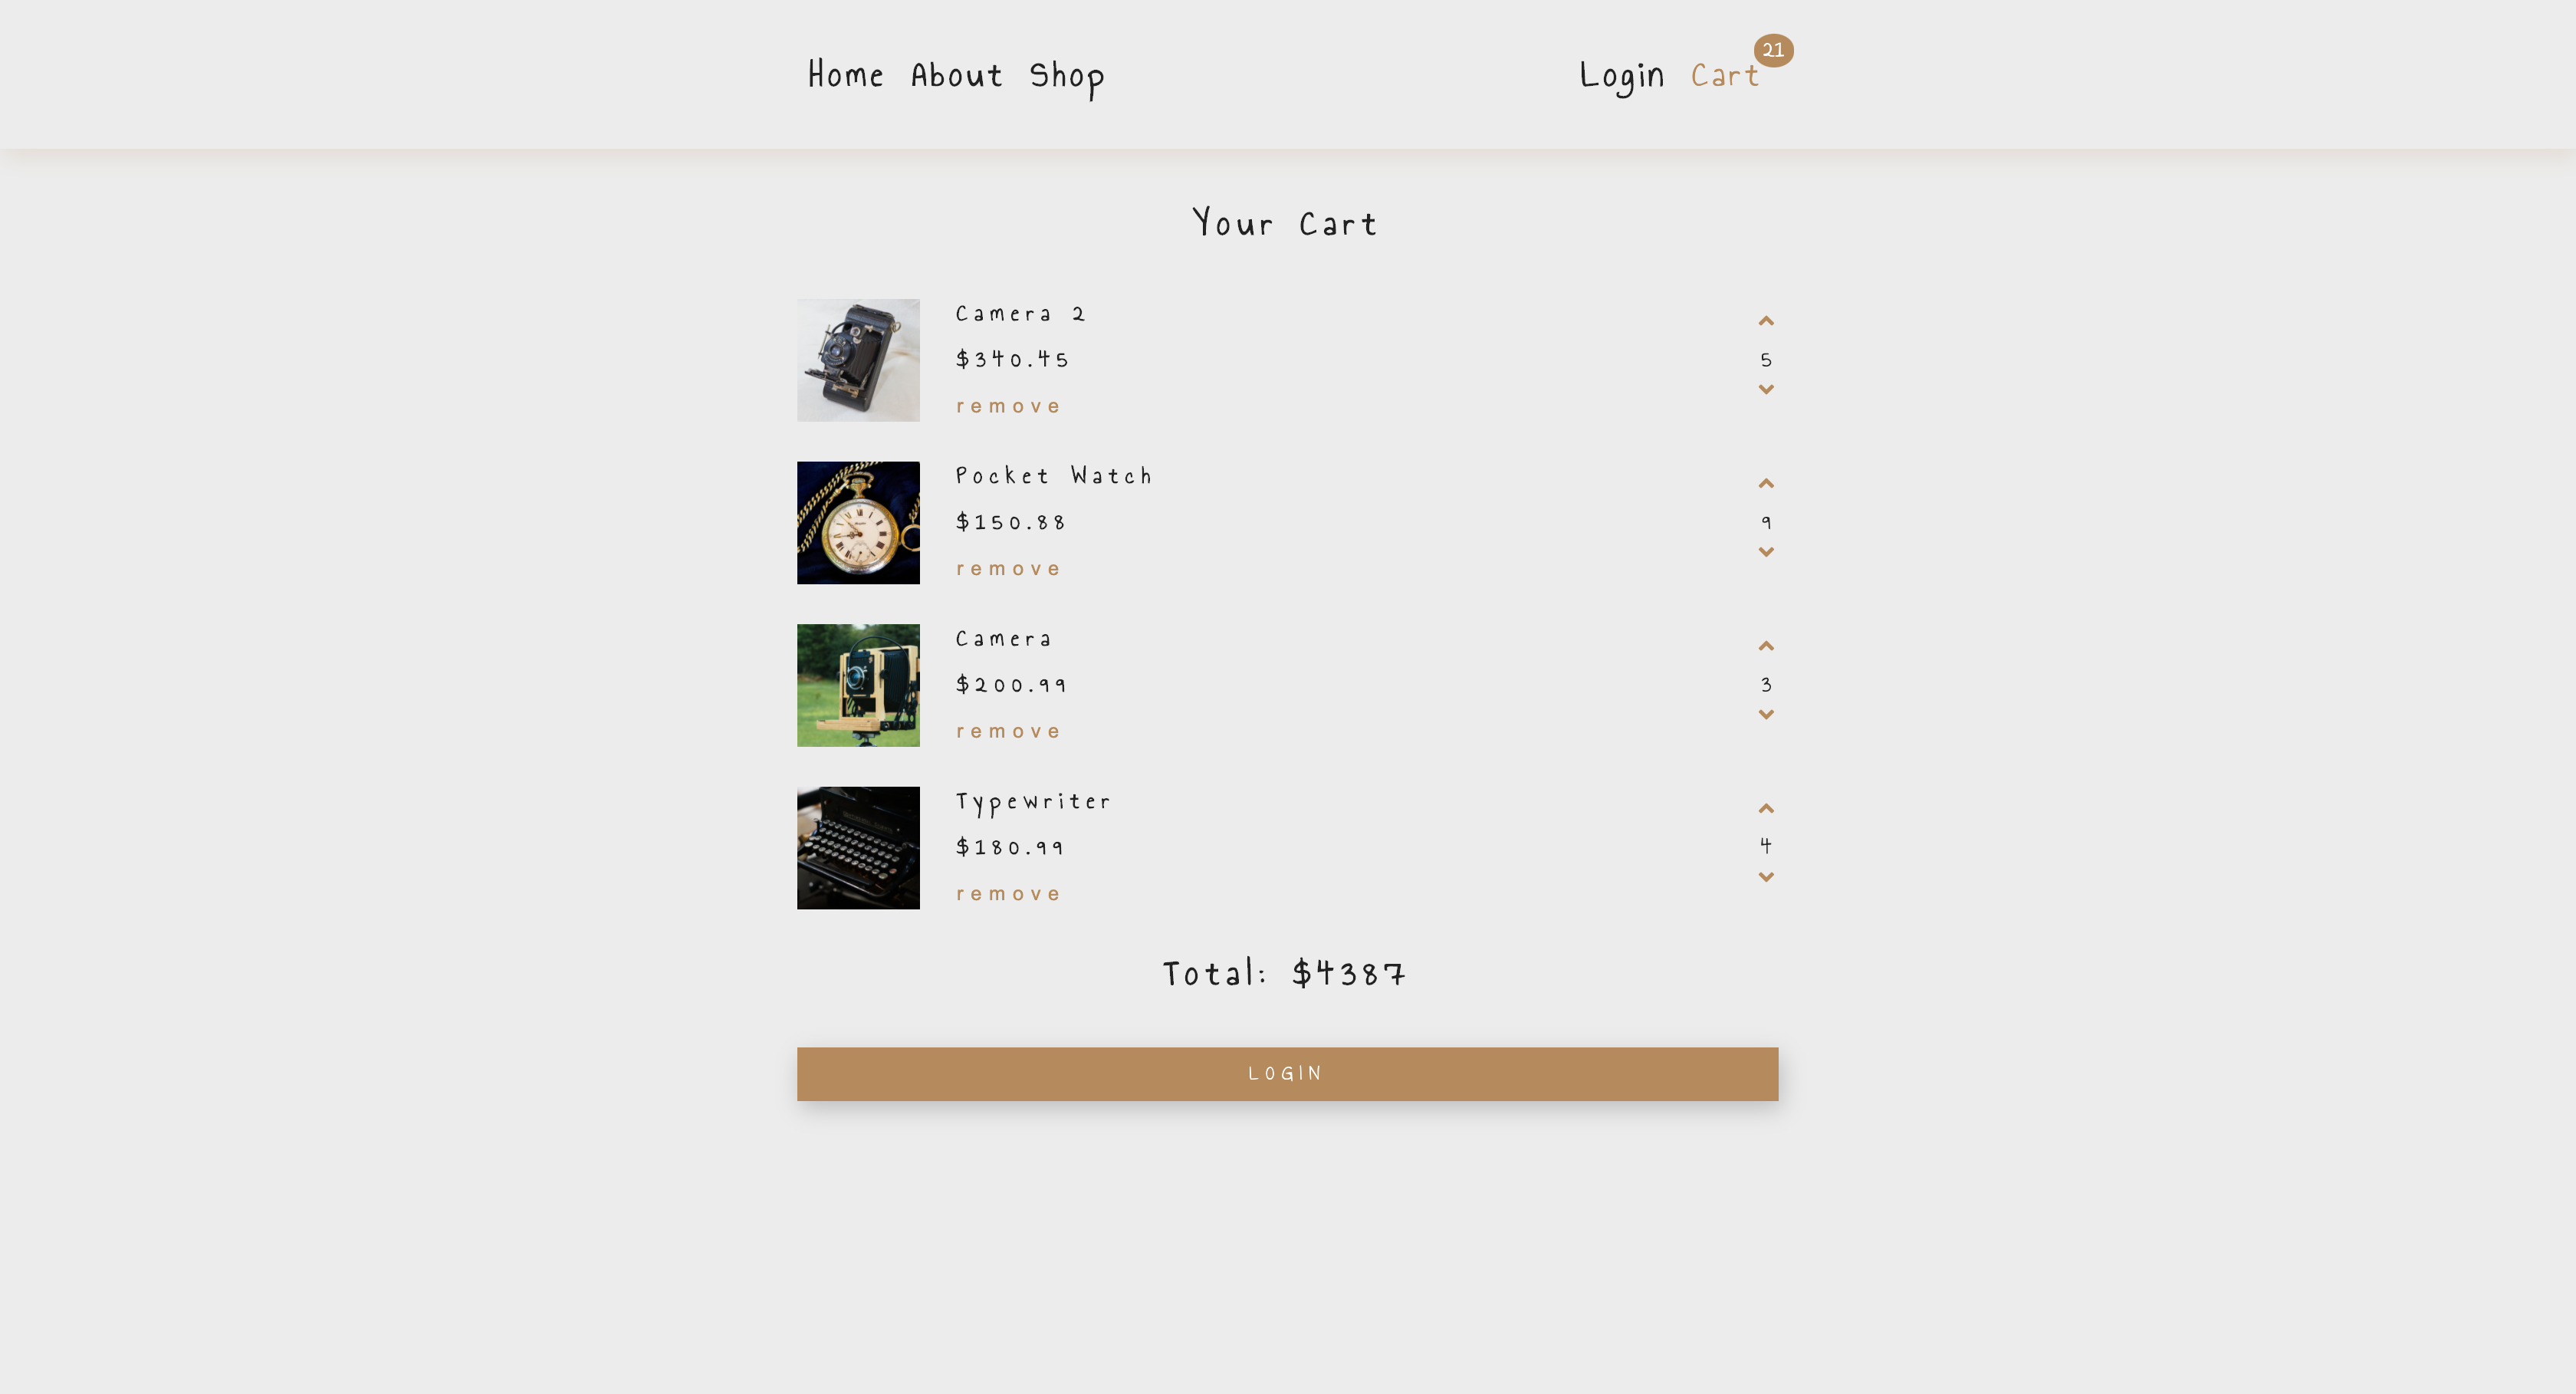 Home About Shop Login Cart 21
Your Cart
Camera 2
$340.45
5
remove
Pocket Watch
$150.88
9
remove
Camera
$200.99
3
remove
Typewriter
$180.99
4
remove
Total: $4387
LOGIN